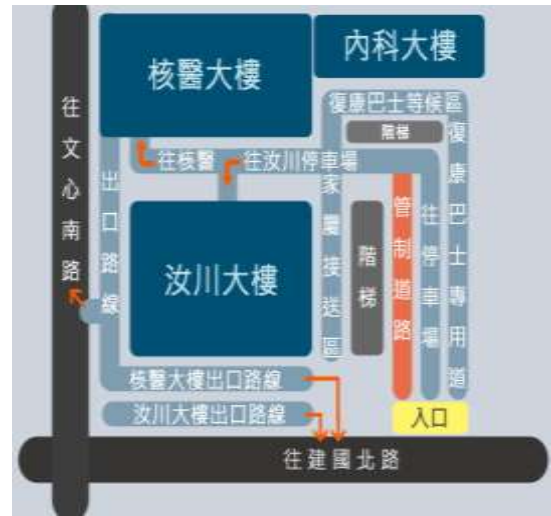 核醫大樓
內科大樓
往文心南路
復康巴士等候區
階梯
往核醫
往汝川停車場
出口路線
汝川大樓
家屬接送區
階梯
管制道路
往停車場
復康巴士專用道
核醫大樓出口路線
汝川大樓出口路線
入口
往建國北路